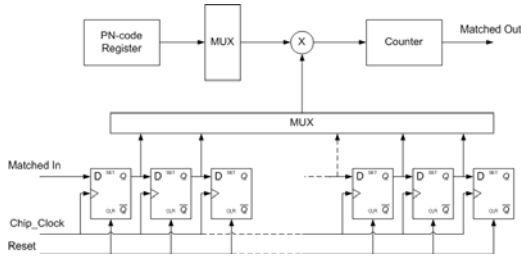 PN-code
Register
MUX
X
Counter
Matched Out
MUX
Matched In
D SET Q
CLR Q
D SET Q
CLR Q
D SET Q
CLR Q
D SET Q
CLR Q
D SET Q
CLR Q
D SET Q
CLR Q
Chip_Clock
Reset